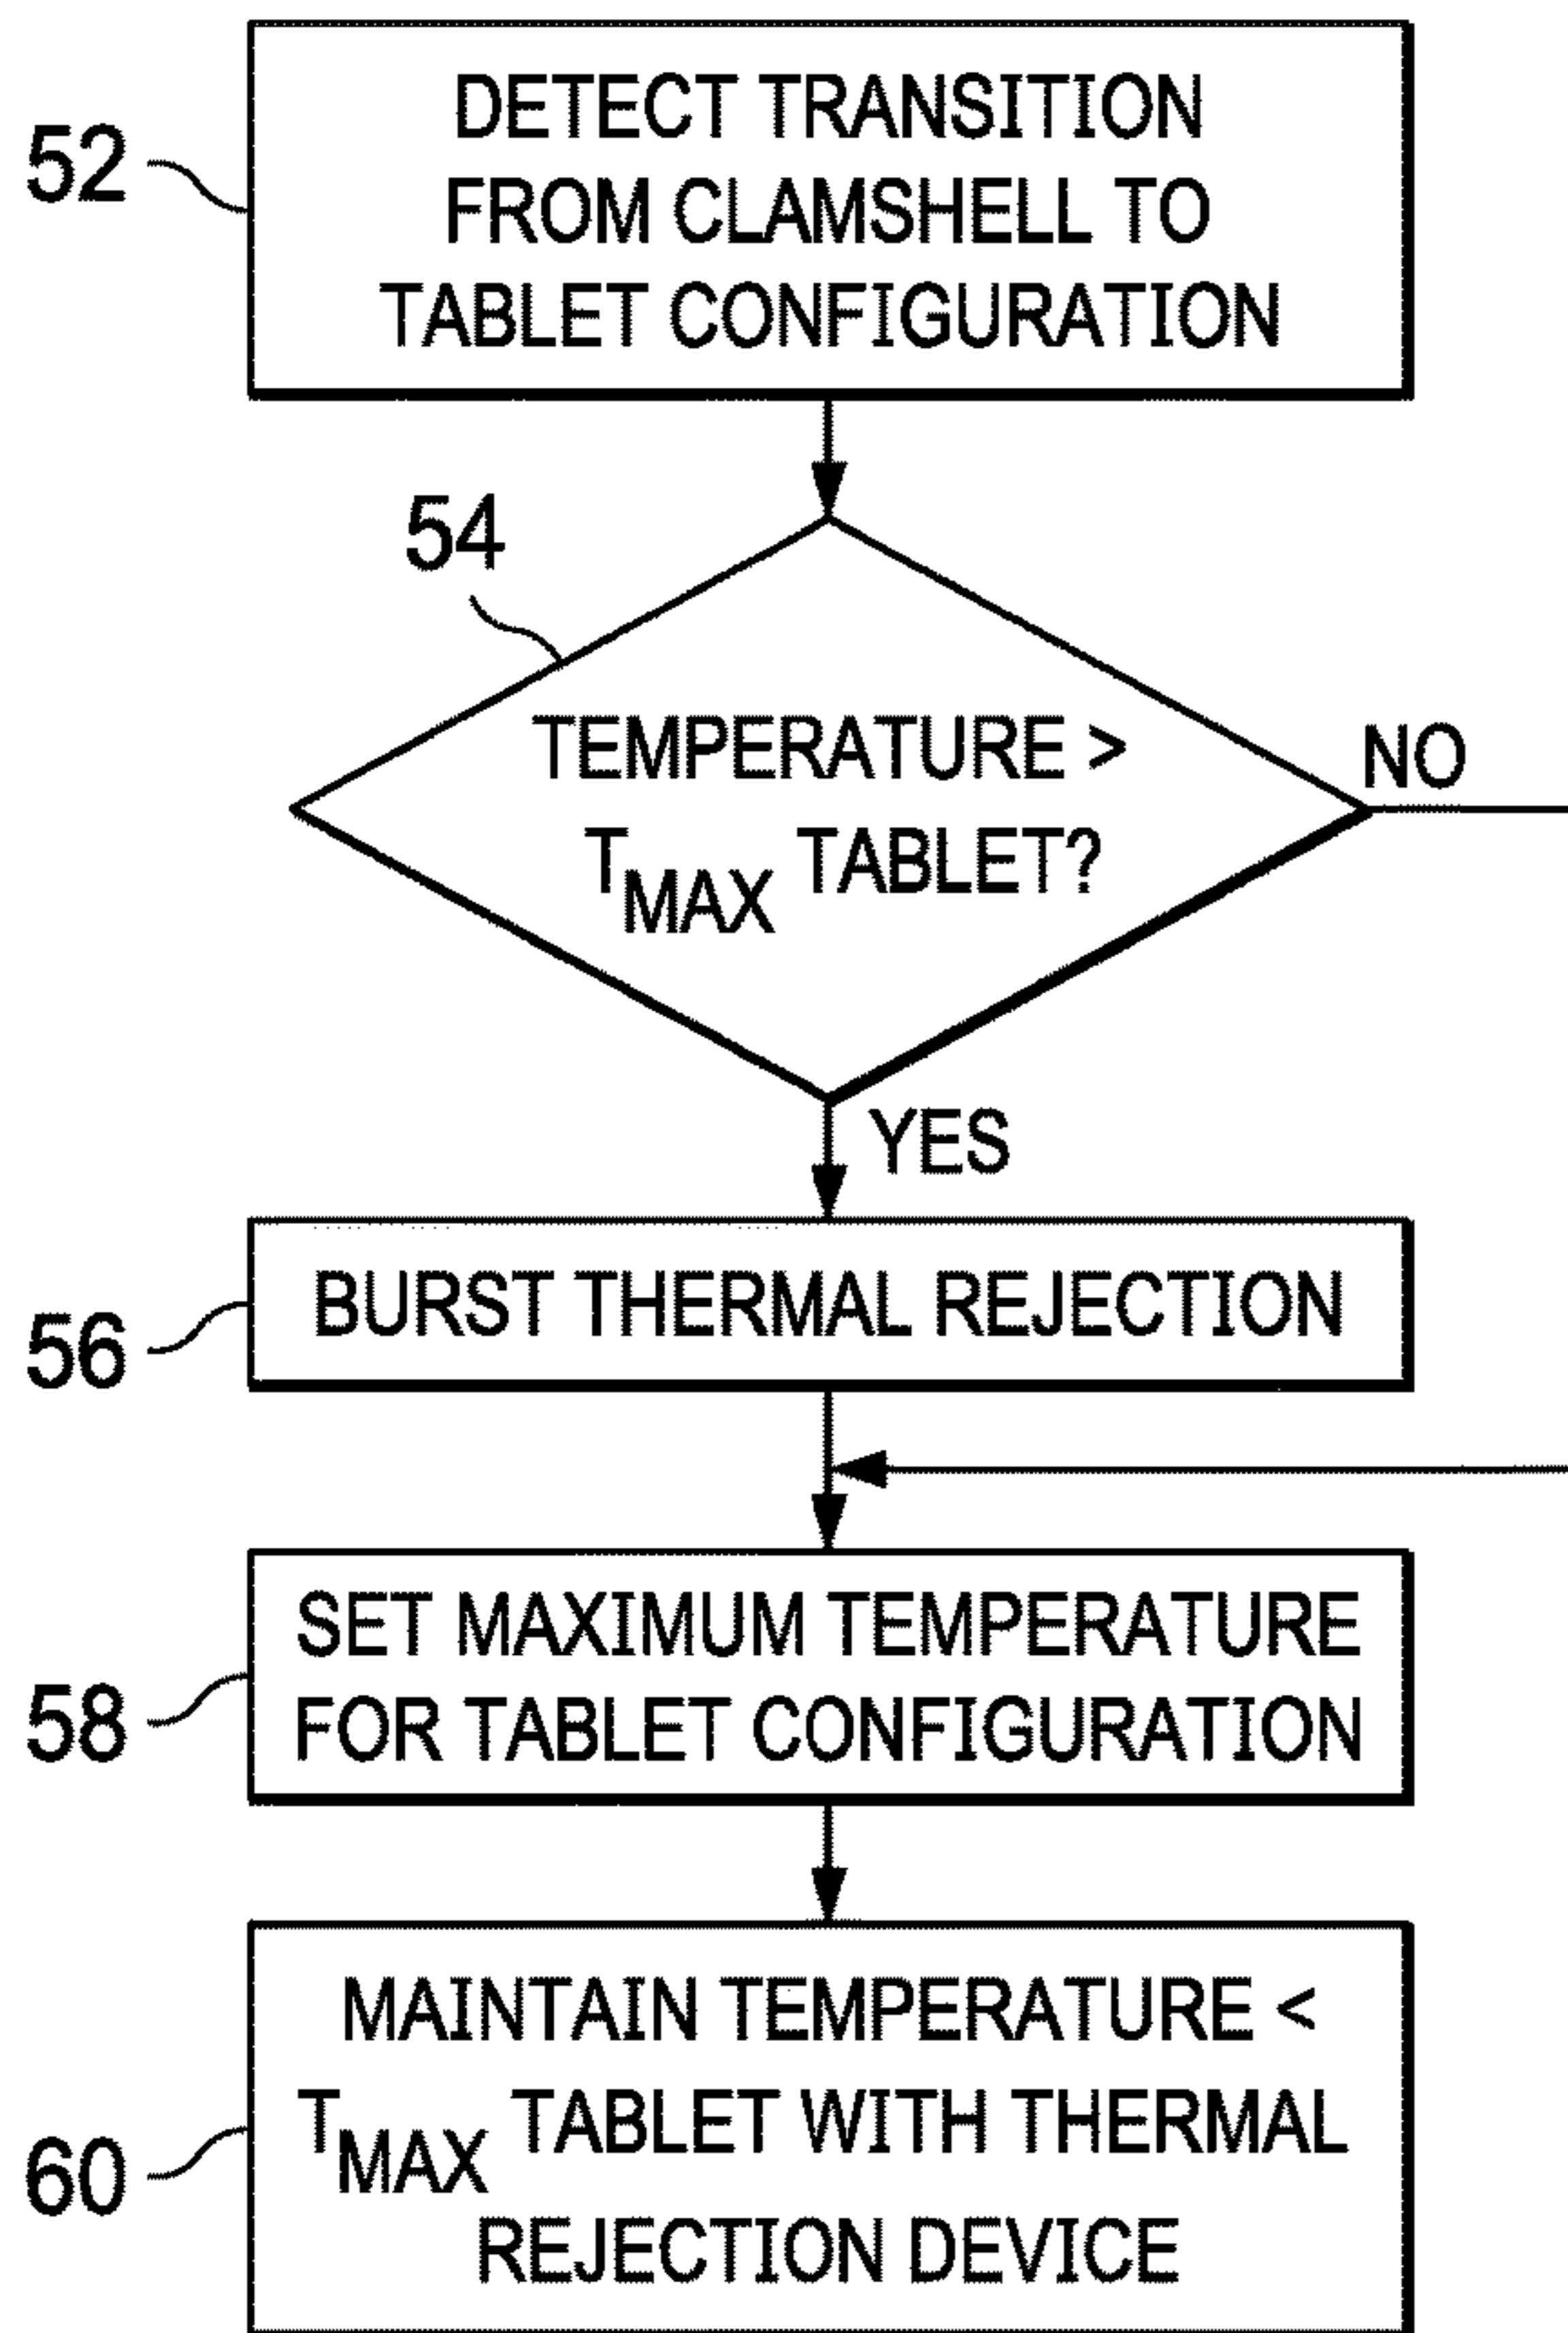 52
DETECT TRANSITION
FROM CLAMSHELL TO
TABLET CONFIGURATION
54
TEMPERATURE >
TMAX TABLET?
NO
YES
56
BURST THERMAL REJECTION
58
SET MAXIMUM TEMPERATURE
FOR TABLET CONFIGURATION
60
MAINTAIN TEMPERATURE <
TMAX TABLET WITH THERMAL
REJECTION DEVICE